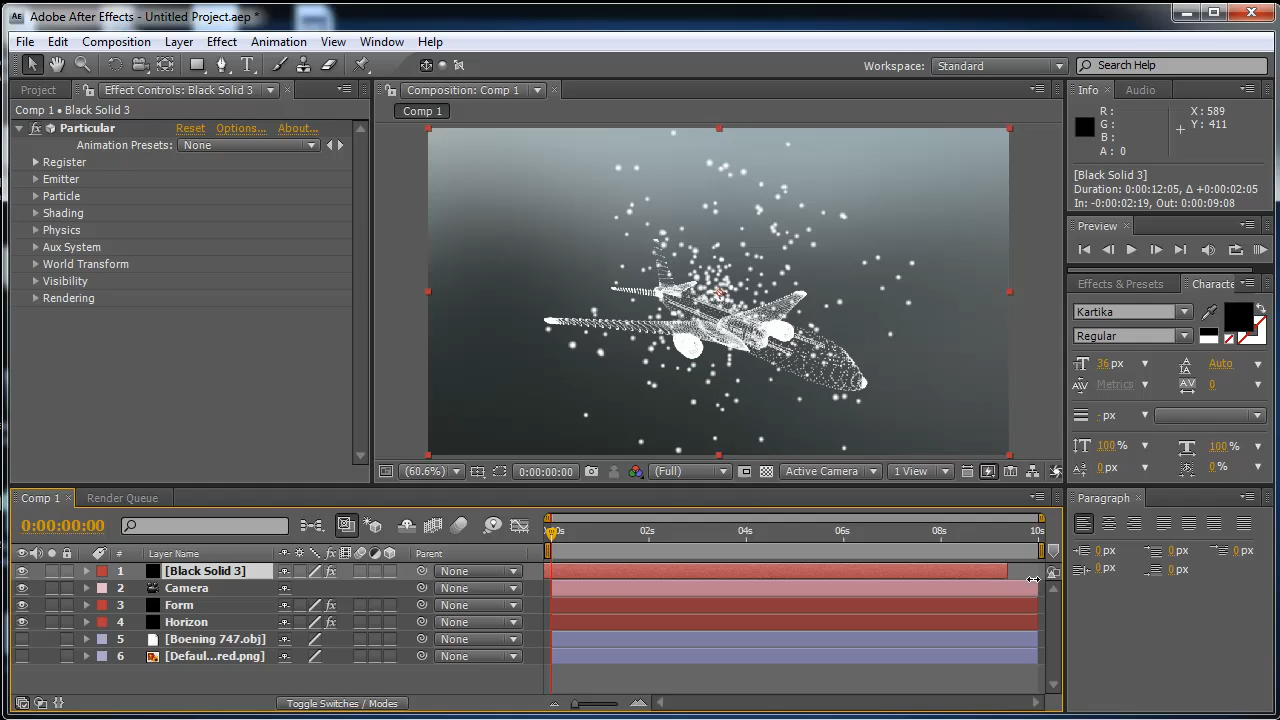 Adobe After Effects - Untitled Project.aep *
File Edit Composition Layer Effect Animation View Window Help
Workspace: Standard Search Help
Project Effect Controls: Black Solid 3 Composition: Comp 1 Info Audio
Comp 1 • Black Solid 3 Comp 1
Particular Reset Options... About...
Animation Presets: None
Register
Emitter
Particle
Shading
Physics
Aux System
World Transform
Visibility
Rendering
R: X: 589
G: Y: 411
B:
A: 0
[Black Solid 3]
Duration: 0:00:12:05, Δ +0:00:02:05
In: -0:00:02:19, Out: 0:00:09:08
Preview
Effects & Presets Characte
Kartika
Regular
36 px Auto
Metrics 0
- px
100 % 100 %
0 px 0 %
(60.6%) 0:00:00:00 (Full) Active Camera 1 View
Comp 1 Render Queue Paragraph
0:00:00:00 02s 04s 06s 08s 10s
# Layer Name Parent
1 [Black Solid 3] None
2 Camera None
3 Form None
4 Horizon None
5 [Boening 747.obj] None
6 [Defaul...red.png] None
0 px 0 px 0 px
0 px 0 px
Toggle Switches / Modes